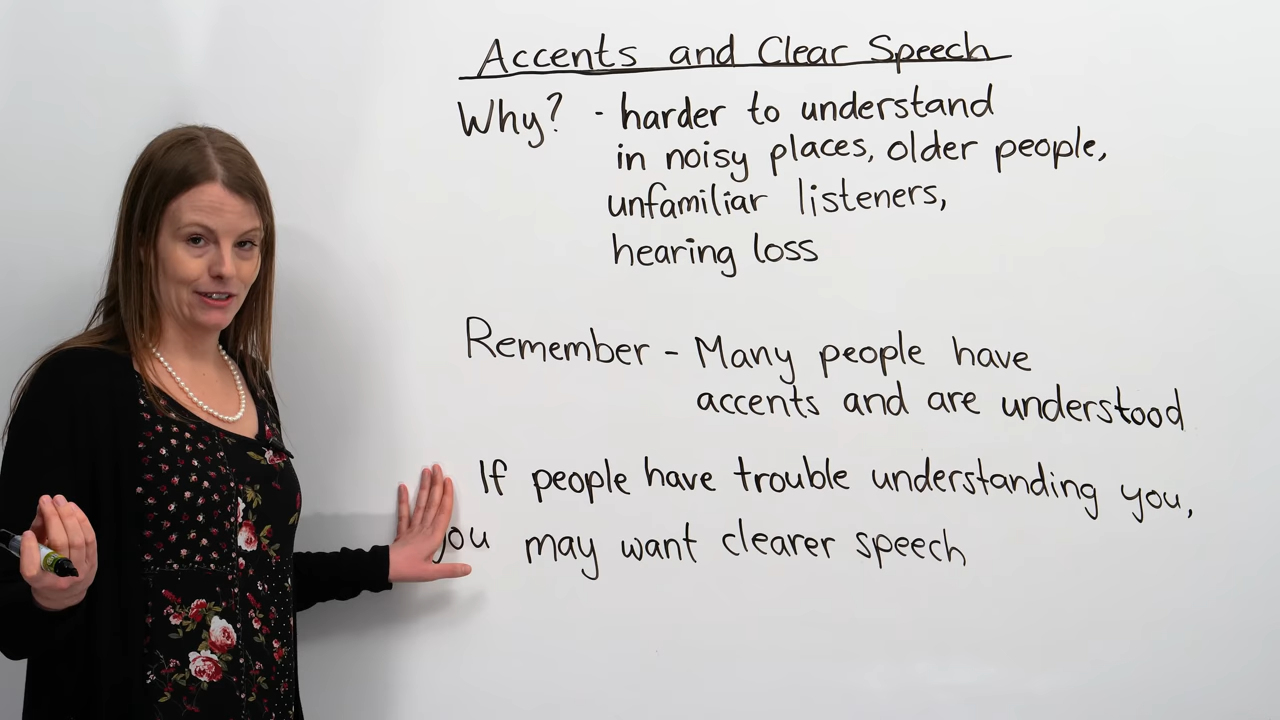 Accents and Clear Speech
Why? - harder to understand
in noisy places, older people,
unfamiliar listeners,
hearing loss
Remember - Many people have
accents and are understood
If people have trouble understanding you,
you may want clearer speech